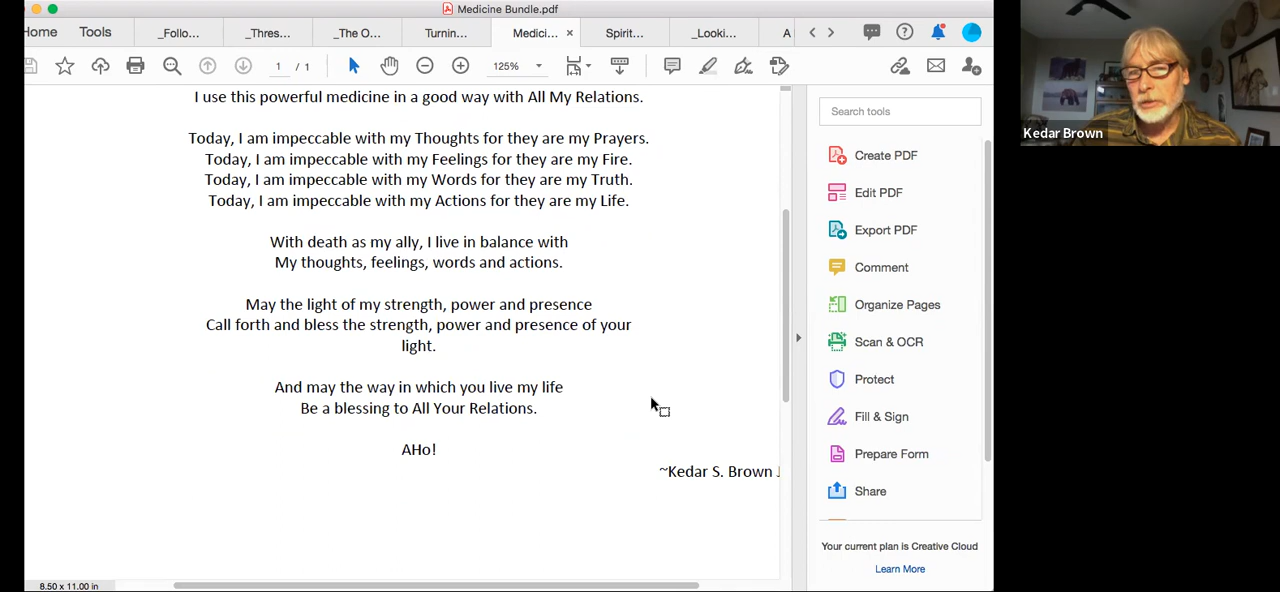 Medicine Bundle.pdf
Home
Tools
_Follo...
_Thres...
_The O...
Turnin...
Medici...
×
Spirit...
_Looki...
A
1 / 1
125%
I use this powerful medicine in a good way with All My Relations.
Today, I am impeccable with my Thoughts for they are my Prayers.
Today, I am impeccable with my Feelings for they are my Fire.
Today, I am impeccable with my Words for they are my Truth.
Today, I am impeccable with my Actions for they are my Life.
With death as my ally, I live in balance with
My thoughts, feelings, words and actions.
May the light of my strength, power and presence
Call forth and bless the strength, power and presence of your
light.
And may the way in which you live my life
Be a blessing to All Your Relations.
AHo!
~Kedar S. Brown J
8.50 x 11.00 in
Search tools
Create PDF
Edit PDF
Export PDF
Comment
Organize Pages
Scan & OCR
Protect
Fill & Sign
Prepare Form
Share
Your current plan is Creative Cloud
Learn More
Kedar Brown